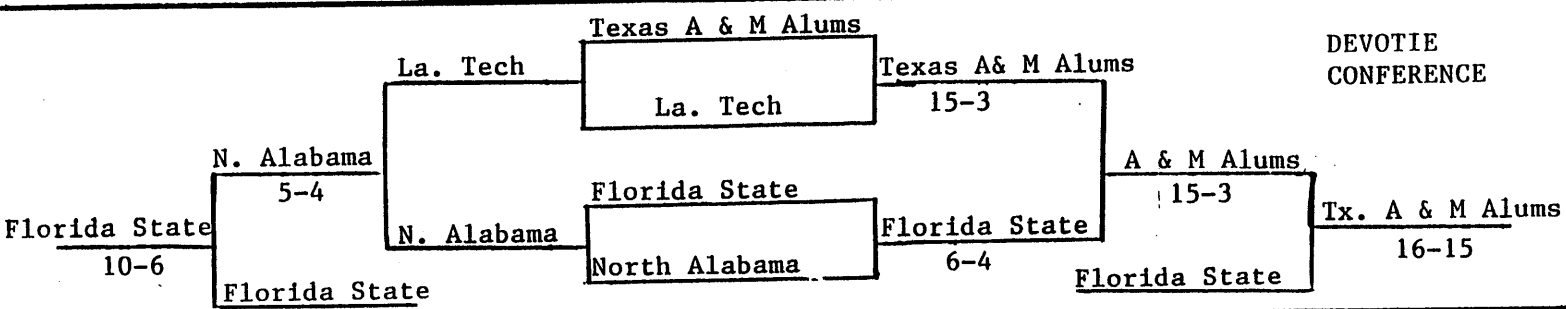 Texas A & M Alums
DEVOTIE
CONFERENCE
La. Tech
Texas A& M Alums
15-3
La. Tech
N. Alabama
5-4
A & M Alums
15-3
Florida State
Florida State
10-6
N. Alabama
Florida State
6-4
Tx. A & M Alums
16-15
North Alabama
Florida State
Florida State